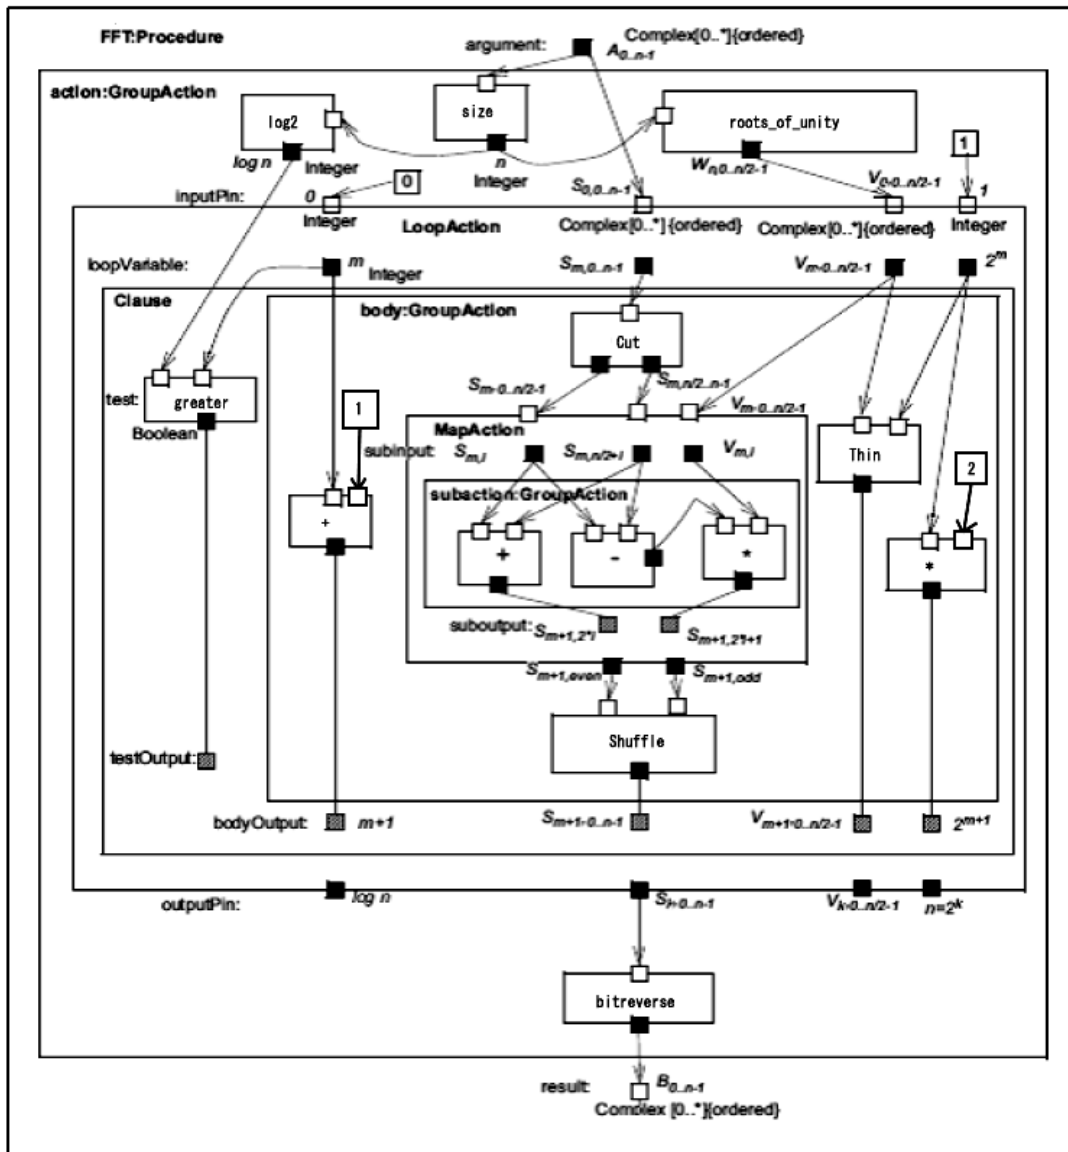 FFT:Procedure
argument:
Complex[0..*]{ordered}
A0..n-1
action:GroupAction
log2
size
roots_of_unity
log n
Integer
n
Integer
Wn,0..n/2-1
1
inputPin:
0
0
Integer
S0,0..n-1
Complex[0..*]{ordered}
V0,0..n/2-1
Complex[0..*]{ordered}
1
Integer
LoopAction
loopVariable:
m
Integer
Sm,0..n-1
Vm,0..n/2-1
2m
Clause
body:GroupAction
Cut
Sm,0..n/2-1
Sm,n/2..n-1
Vm,0..n/2-1
test:
greater
Boolean
1
MapAction
subinput:
Sm,i
Sm,n/2+i
Vm,i
Thin
2
subaction:GroupAction
+
+
-
*
*
suboutput:
Sm+1,2*i
Sm+1,2*i+1
Sm+1,even
Sm+1,odd
Shuffle
testOutput:
bodyOutput:
m+1
Sm+1,0..n-1
Vm+1,0..n/2-1
2m+1
outputPin:
log n
Vk,0..n/2-1
n=2k
bitreverse
result:
B0..n-1
Complex [0..*]{ordered}